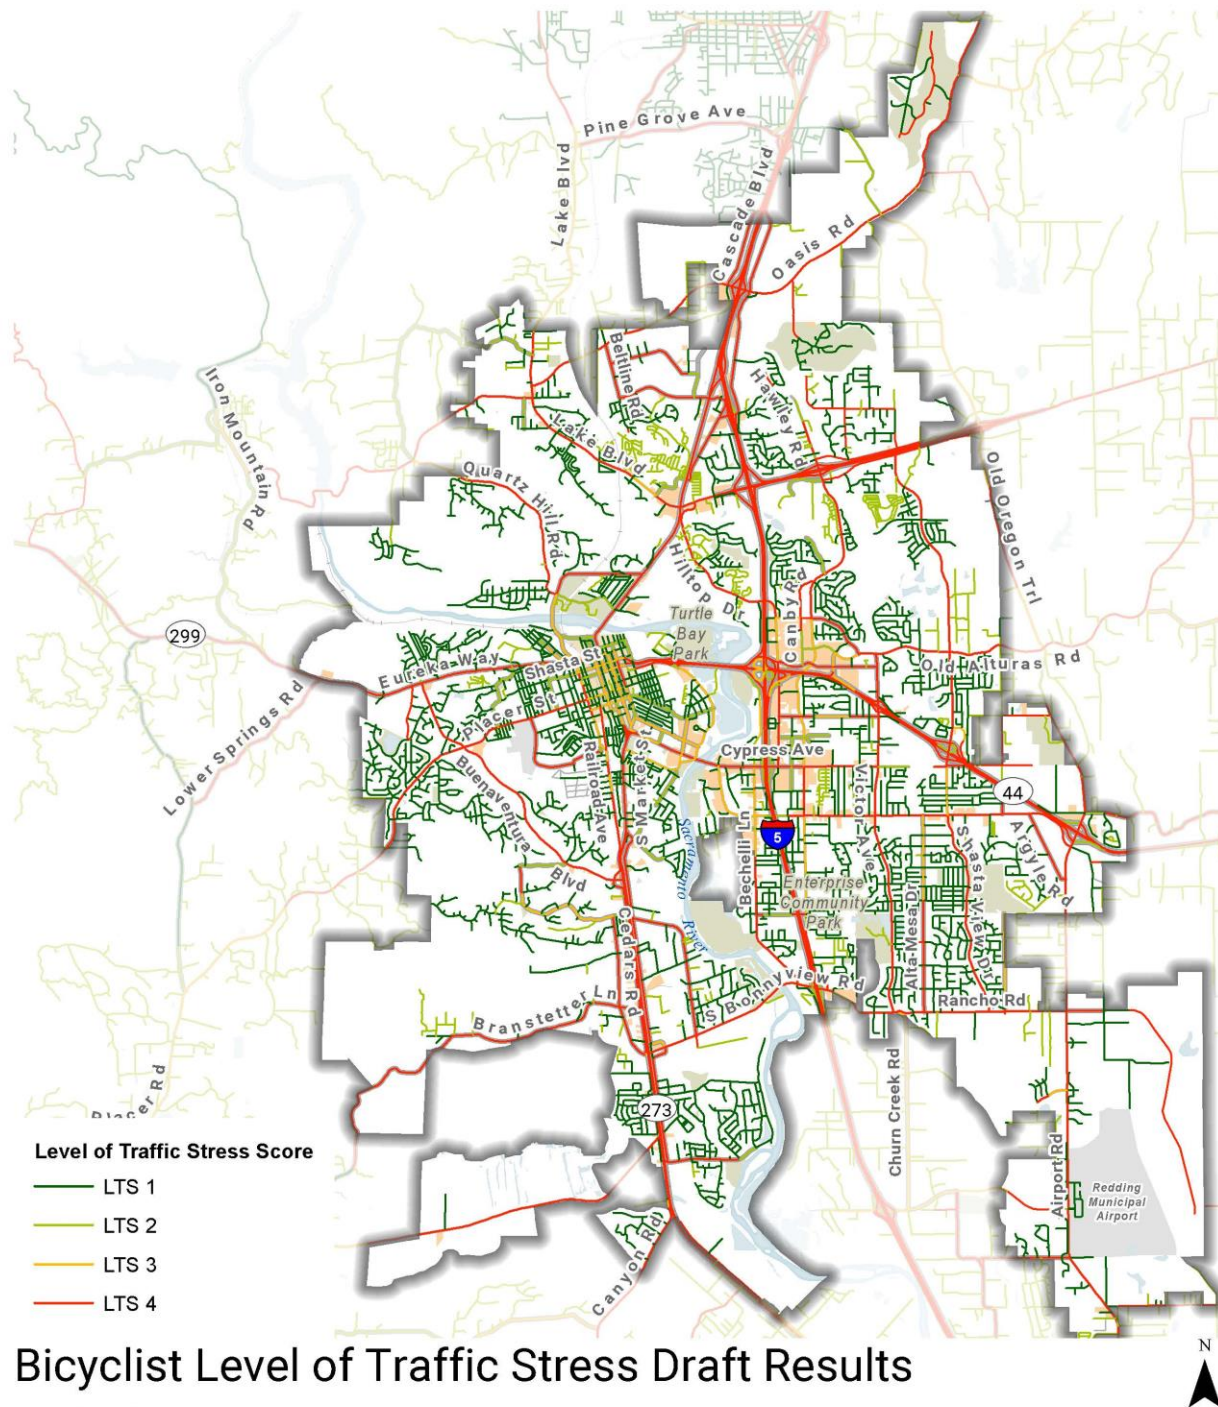 Pine Grove Ave
Lake Blvd
Cascade Blvd
Oasis Rd
Iron Mountain Rd
Beltline Rd
Hawley Rd
Lake Blvd
Quartz Hill Rd
Old Oregon Trl
Hilltop Dr
Canby Rd
Turtle
Bay
Park
299
Eureka Way
Shasta St
Old Alturas Rd
Lower Springs Rd
Placer St
Cypress Ave
Buenaventura
Blvd
Railroad Ave
S Market St
Victor Ave
44
5
Sacramento
River
Bechelli Ln
Shasta View Dr
Argyle Rd
Enterprise
Community
Park
Alta Mesa Dr
Cedars Rd
S Bonnyview Rd
Rancho Rd
Branstetter Ln
Churn Creek Rd
Placer Rd
273
Airport Rd
Redding
Municipal
Airport
Canyon Rd
Level of Traffic Stress Score
LTS 1
LTS 2
LTS 3
LTS 4
Bicyclist Level of Traffic Stress Draft Results
N